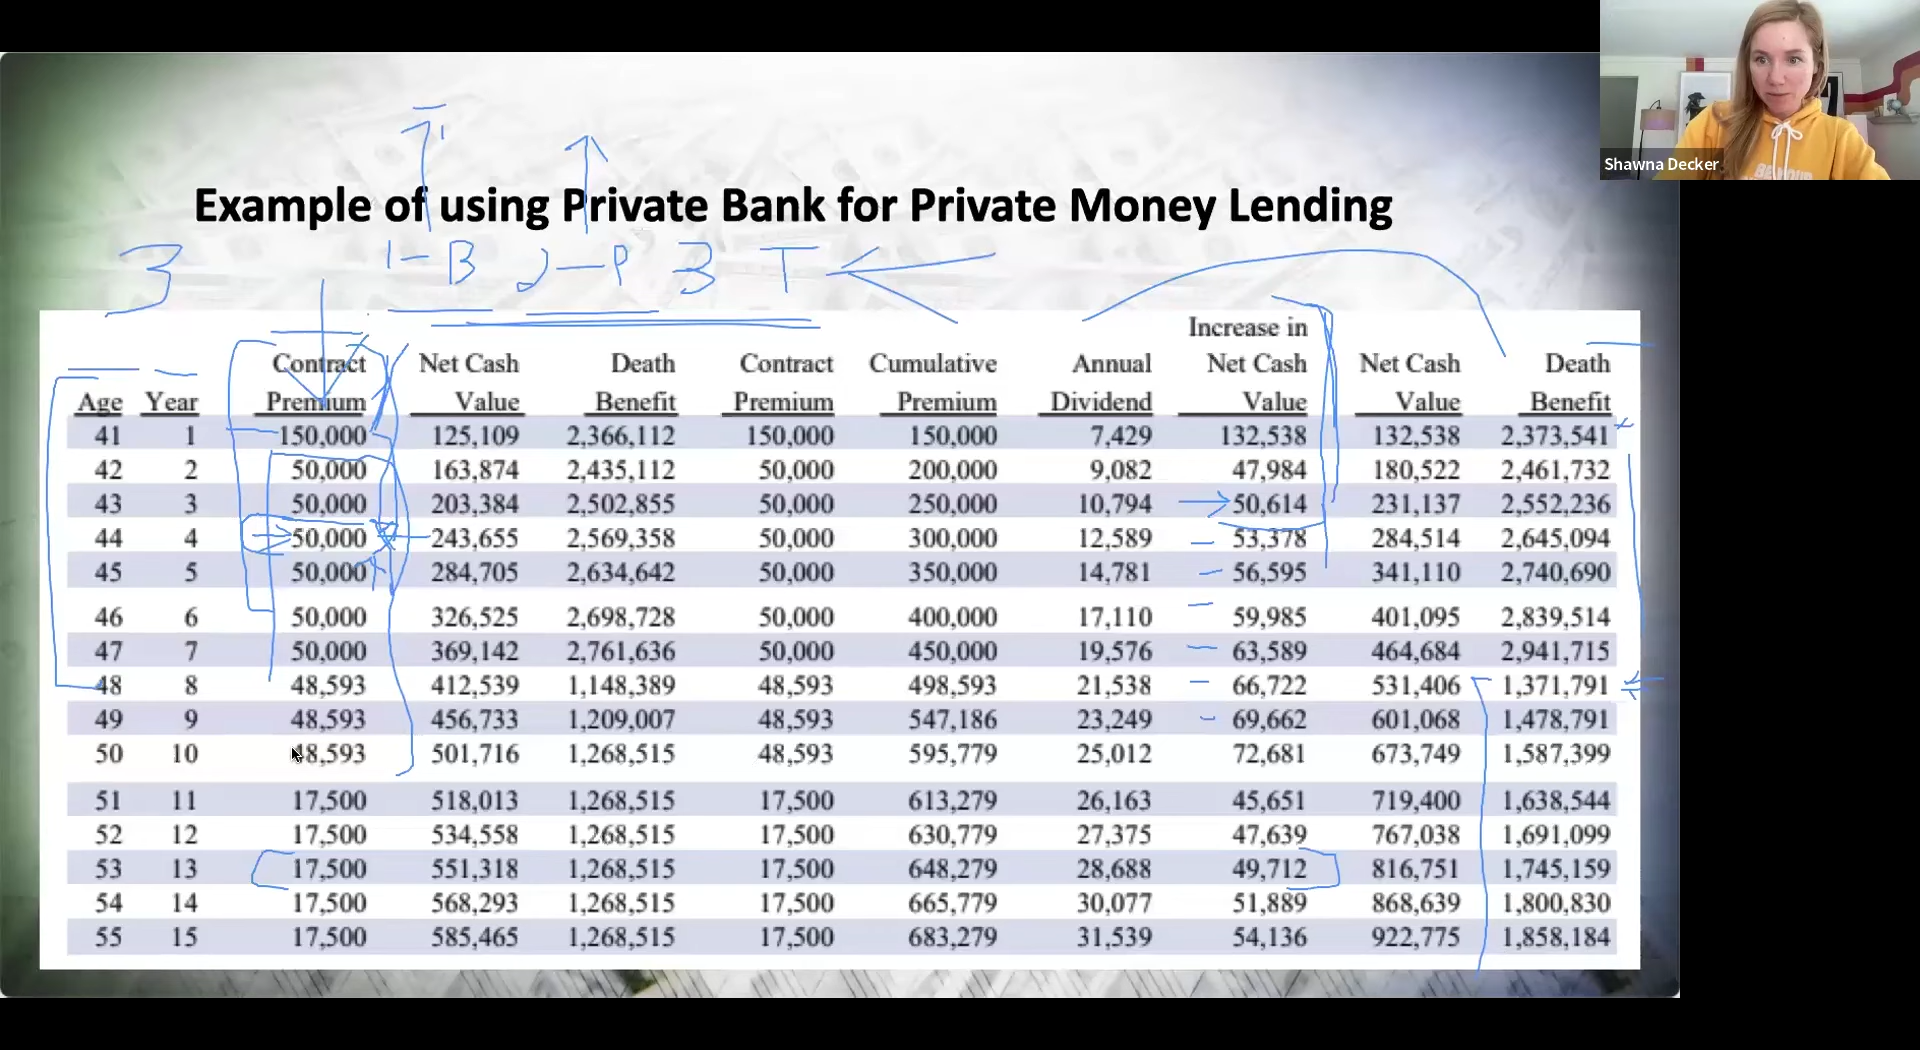 Shawna Decker
Example of using Private Bank for Private Money Lending
3 1-B 2-P 3 T
Increase in
Contract Net Cash Death Contract Cumulative Annual Net Cash Net Cash Death
Age Year Premium Value Benefit Premium Premium Dividend Value Value Benefit
41 1 150,000 125,109 2,366,112 150,000 150,000 7,429 132,538 132,538 2,373,541
42 2 50,000 163,874 2,435,112 50,000 200,000 9,082 47,984 180,522 2,461,732
43 3 50,000 203,384 2,502,855 50,000 250,000 10,794 50,614 231,137 2,552,236
44 4 50,000 243,655 2,569,358 50,000 300,000 12,589 53,378 284,514 2,645,094
45 5 50,000 284,705 2,634,642 50,000 350,000 14,781 56,595 341,110 2,740,690
46 6 50,000 326,525 2,698,728 50,000 400,000 17,110 59,985 401,095 2,839,514
47 7 50,000 369,142 2,761,636 50,000 450,000 19,576 63,589 464,684 2,941,715
48 8 48,593 412,539 1,148,389 48,593 498,593 21,538 66,722 531,406 1,371,791
49 9 48,593 456,733 1,209,007 48,593 547,186 23,249 69,662 601,068 1,478,791
50 10 48,593 501,716 1,268,515 48,593 595,779 25,012 72,681 673,749 1,587,399
51 11 17,500 518,013 1,268,515 17,500 613,279 26,163 45,651 719,400 1,638,544
52 12 17,500 534,558 1,268,515 17,500 630,779 27,375 47,639 767,038 1,691,099
53 13 17,500 551,318 1,268,515 17,500 648,279 28,688 49,712 816,751 1,745,159
54 14 17,500 568,293 1,268,515 17,500 665,779 30,077 51,889 868,639 1,800,830
55 15 17,500 585,465 1,268,515 17,500 683,279 31,539 54,136 922,775 1,858,184